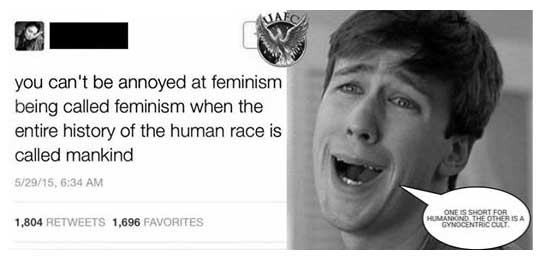 UAFC
you can't be annoyed at feminism
being called feminism when the
entire history of the human race is
called mankind
5/29/15, 6:34 AM
1,804 RETWEETS 1,696 FAVORITES
ONE IS SHORT FOR
HUMANKIND. THE OTHER IS A
GYNOCENTRIC CULT.